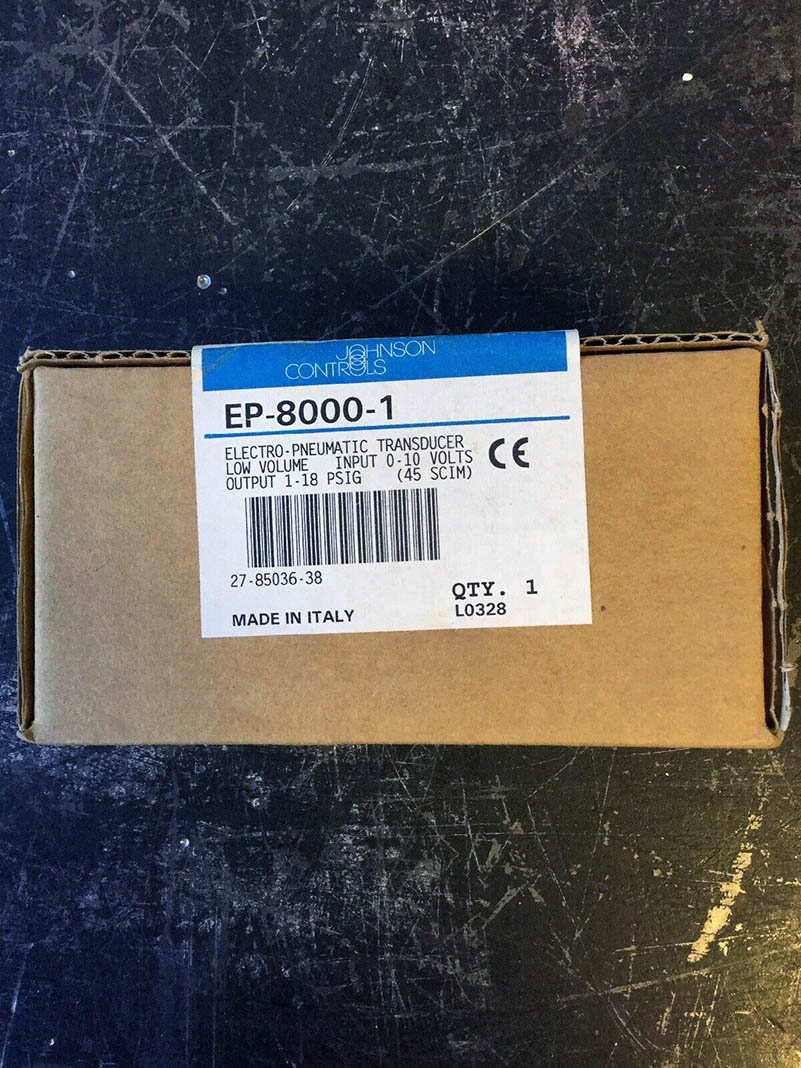 JOHNSON
CONTROLS
EP-8000-1
ELECTRO-PNEUMATIC TRANSDUCER
LOW VOLUME INPUT 0-10 VOLTS
OUTPUT 1-18 PSIG (45 SCIM)
CE
27-85036-38
QTY. 1
MADE IN ITALY
L0328